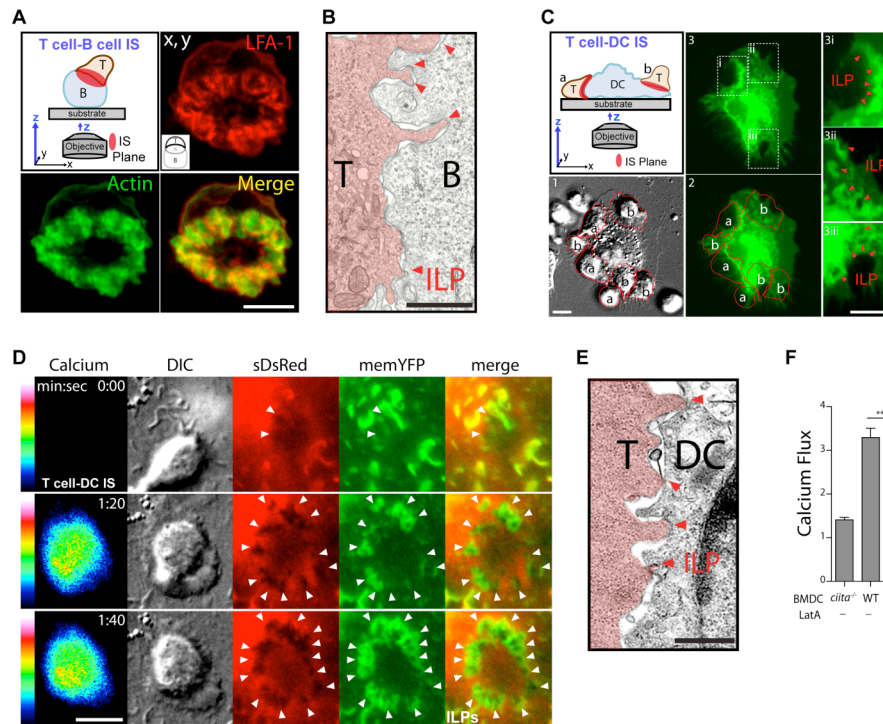 A
T cell-B cell IS
T
B
substrate
z
z
y
x
Objective
IS
Plane
x, y
LFA-1
B
Actin
Merge
B
T
B
ILP
C
T cell-DC IS
a
T
DC
b
T
substrate
z
z
y
x
Objective
IS Plane
3
i
ii
iii
3i
ILP
3ii
ILP
3iii
ILP
1
a
b
b
a
b
b
a
2
a
b
b
a
b
b
a
D
Calcium
DIC
sDsRed
memYFP
merge
min:sec
0:00
T cell-DC IS
1:20
1:40
ILPs
E
T
DC
ILP
F
Calcium Flux
4
3
2
1
0
BMDC
ciita-/-
WT
LatA
–
–
**